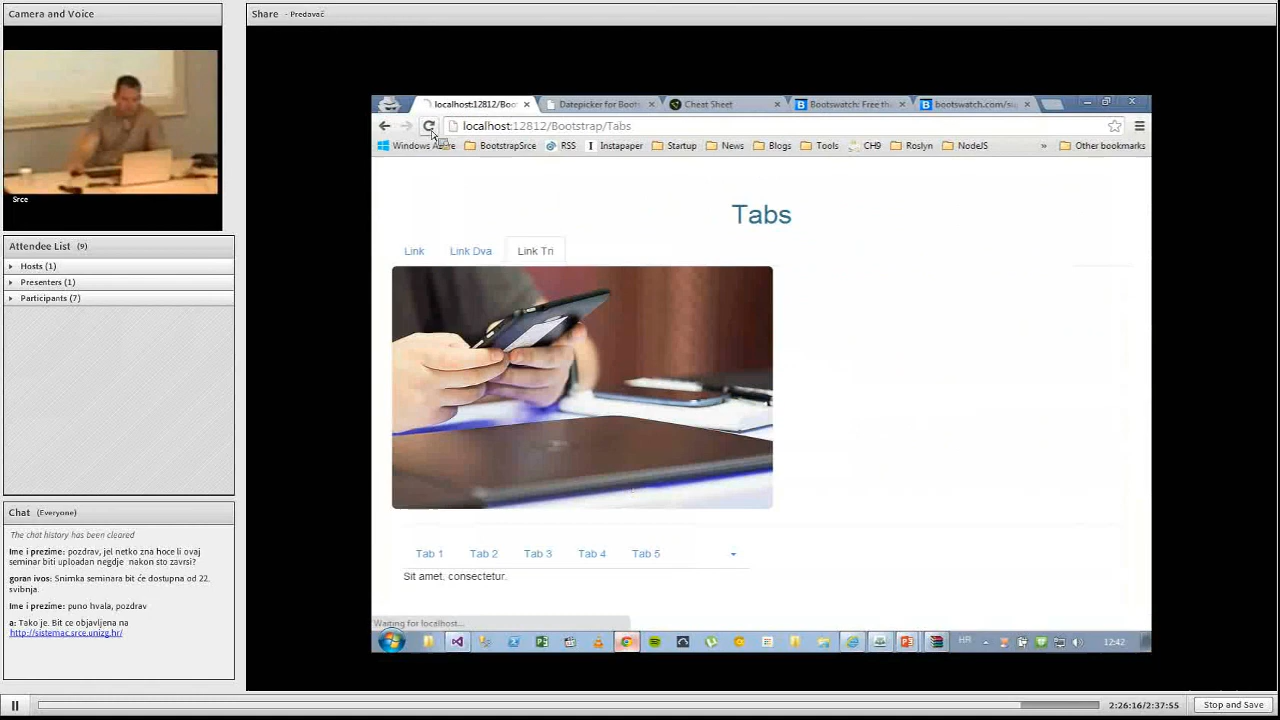 Camera and Voice
Share - Predavač
Srce
Attendee List (9)
Hosts (1)
Presenters (1)
Participants (7)
Chat (Everyone)
The chat history has been cleared
Ime i prezime: pozdrav, jel netko zna hoce li ovaj
seminar biti uploadan negdje nakon sto zavrsi?
goran ivos: Snimka seminara bit će dostupna od 22.
svibnja.
Ime i prezime: puno hvala, pozdrav
a: Tako je. Bit ce objavljena na
http://sistemac.srce.unizg.hr/
localhost:12812/Boo
Datepicker for Boots
Cheat Sheet
Bootswatch: Free th
bootswatch.com/su
localhost:12812/Bootstrap/Tabs
Windows
BootstrapSrce
RSS
Instapaper
Startup
News
Blogs
Tools
CH9
Roslyn
NodeJS
»
Other bookmarks
Tabs
Link
Link Dva
Link Tri
Tab 1
Tab 2
Tab 3
Tab 4
Tab 5
Sit amet, consectetur.
Waiting for localhost...
HR
12:42
2:26:16/2:37:55
Stop and Save